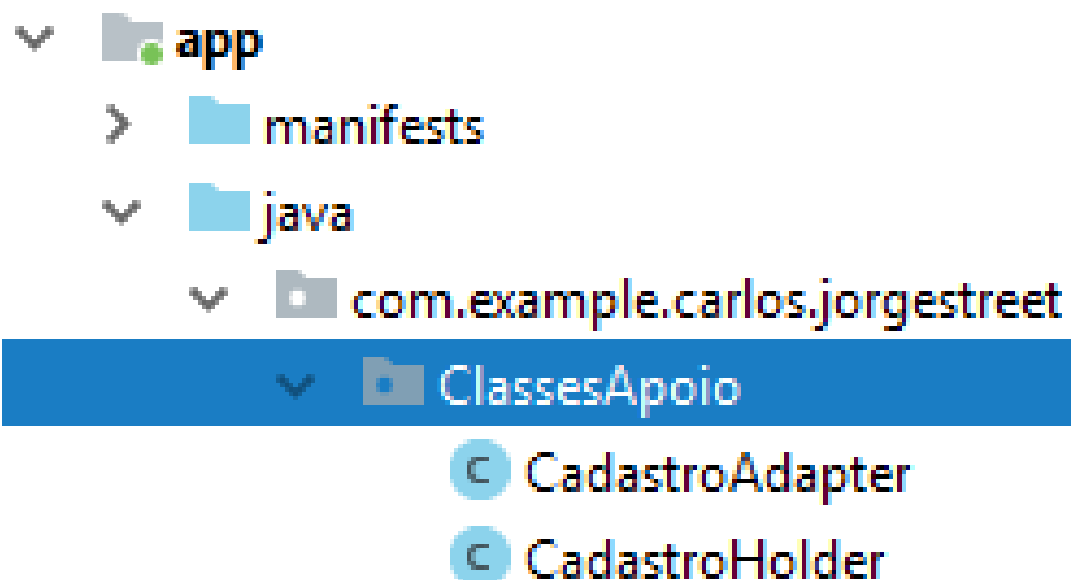 app
manifests
java
com.example.carlos.jorgestreet
ClassesApoio
C CadastroAdapter
C CadastroHolder